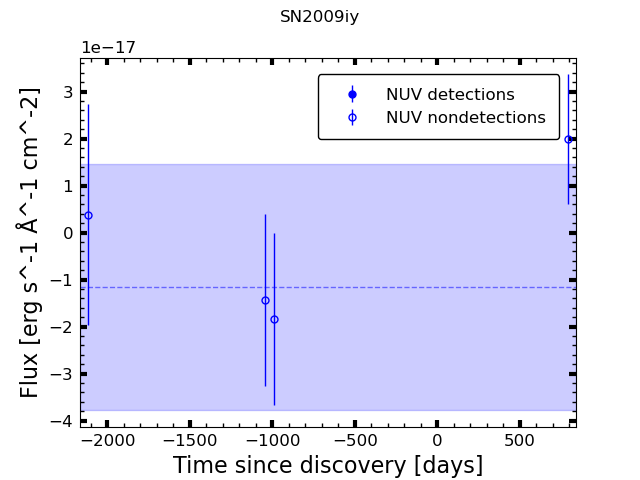 SN2009iy
1e−17
NUV detections
NUV nondetections
3
2
1
0
−1
−2
−3
−4
Flux [erg s^-1 Å^-1 cm^-2]
−2000 −1500 −1000 −500 0 500
Time since discovery [days]